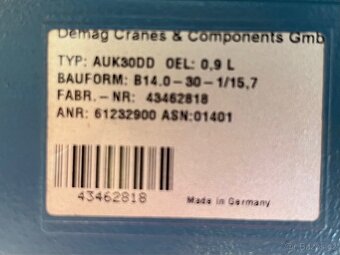 Demag Cranes & Components Gmb
TYP: AUK30DD OEL: 0,9 L
BAUFORM: B14.0-30-1/15,7
FABR.-NR: 43462818
ANR: 61232900 ASN:01401
43462818
Made in Germany